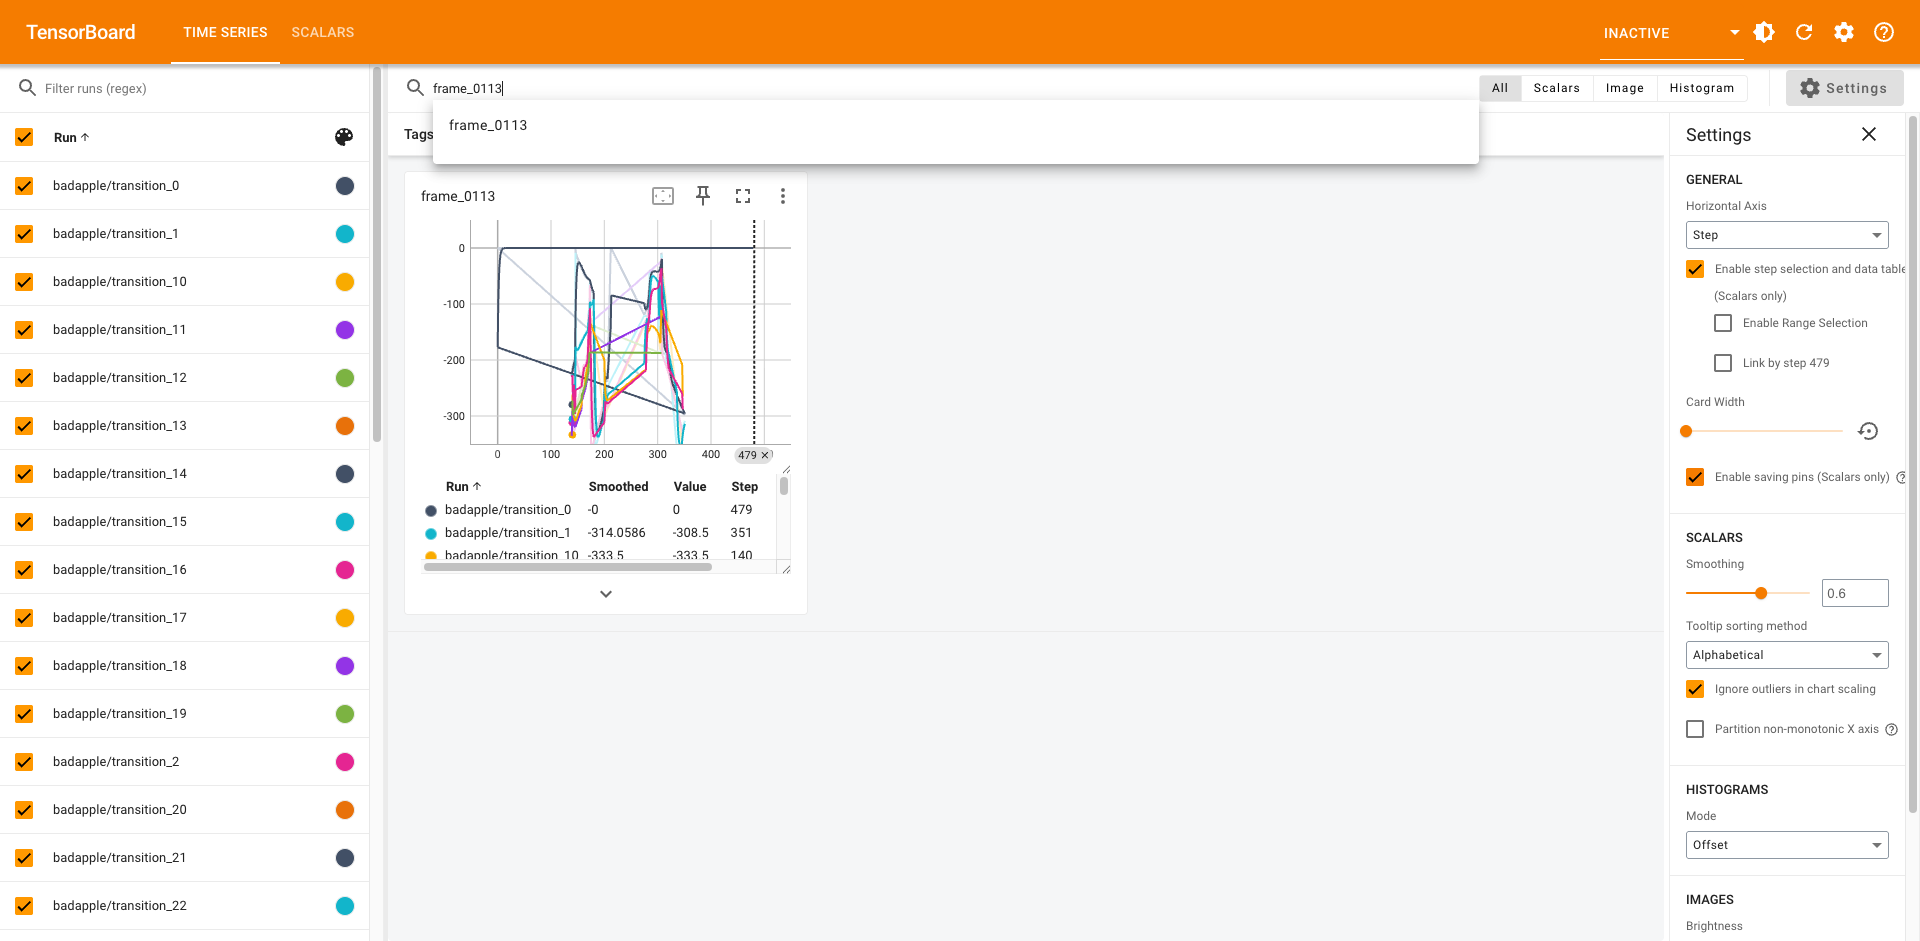 TensorBoard
TIME SERIES
SCALARS
INACTIVE
Filter runs (regex)
frame_0113
All
Scalars
Image
Histogram
Settings
frame_0113
Run
badapple/transition_0
badapple/transition_1
badapple/transition_10
badapple/transition_11
badapple/transition_12
badapple/transition_13
badapple/transition_14
badapple/transition_15
badapple/transition_16
badapple/transition_17
badapple/transition_18
badapple/transition_19
badapple/transition_2
badapple/transition_20
badapple/transition_21
badapple/transition_22
Tags
frame_0113
0
-100
-200
-300
0 100 200 300 400 479
Run Smoothed Value Step
badapple/transition_0 -0 0 479
badapple/transition_1 -314.0586 -308.5 351
badapple/transition_10 -333.5 -333.5 140
Settings
GENERAL
Horizontal Axis
Step
Enable step selection and data table
(Scalars only)
Enable Range Selection
Link by step 479
Card Width
Enable saving pins (Scalars only)
SCALARS
Smoothing
0.6
Tooltip sorting method
Alphabetical
Ignore outliers in chart scaling
Partition non-monotonic X axis
HISTOGRAMS
Mode
Offset
IMAGES
Brightness